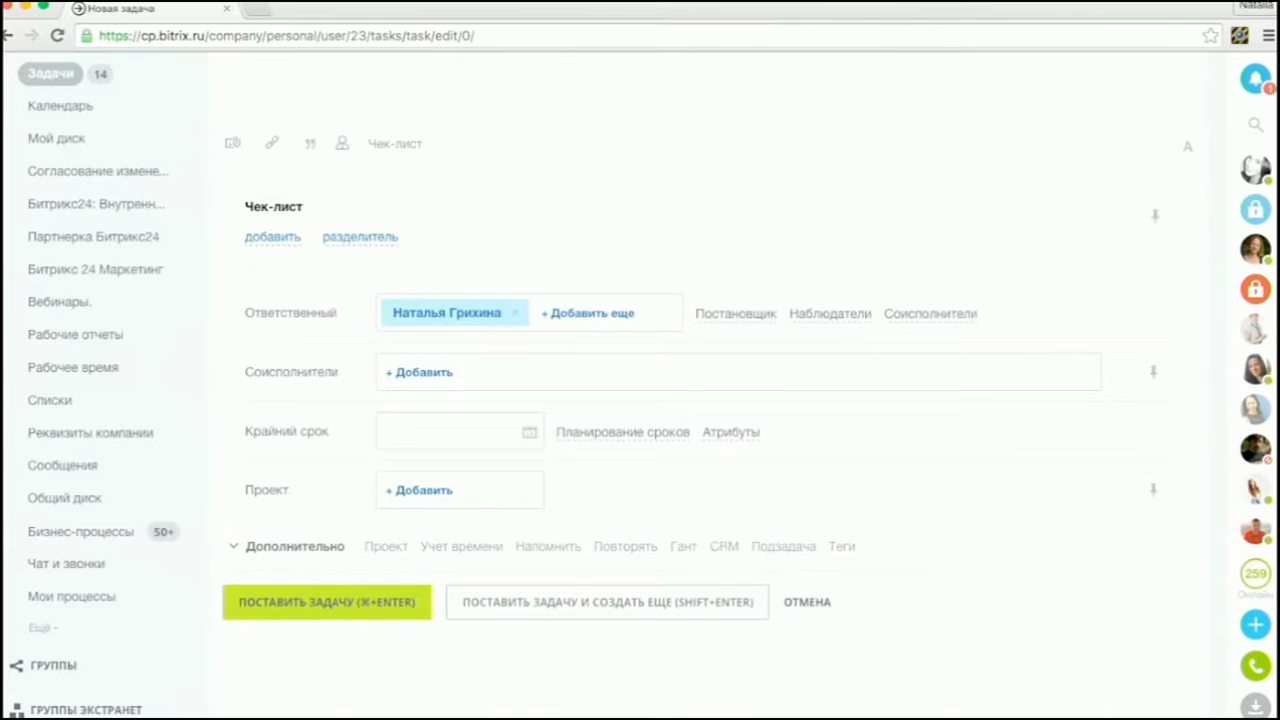 Новая задача
Natalia
https://cp.bitrix.ru/company/personal/user/23/tasks/task/edit/0/
Задачи 14
Календарь
Мой диск
Согласование измене...
Битрикс24: Внутренн...
Партнерка Битрикс24
Битрикс 24 Маркетинг
Вебинары.
Рабочие отчеты
Рабочее время
Списки
Реквизиты компании
Сообщения
Общий диск
Бизнес-процессы 50+
Чат и звонки
Мои процессы
Ещё -
ГРУППЫ
ГРУППЫ ЭКСТРАНЕТ
Чек-лист
A
Чек-лист
добавить разделитель
Ответственный Наталья Грихина × + Добавить еще Постановщик Наблюдатели Соисполнители
Соисполнители + Добавить
Крайний срок Планирование сроков Атрибуты
Проект + Добавить
Дополнительно Проект Учет времени Напомнить Повторять Гант CRM Подзадача Теги
ПОСТАВИТЬ ЗАДАЧУ (⌘+ENTER) ПОСТАВИТЬ ЗАДАЧУ И СОЗДАТЬ ЕЩЕ (SHIFT+ENTER) ОТМЕНА
1
259
Онлайн